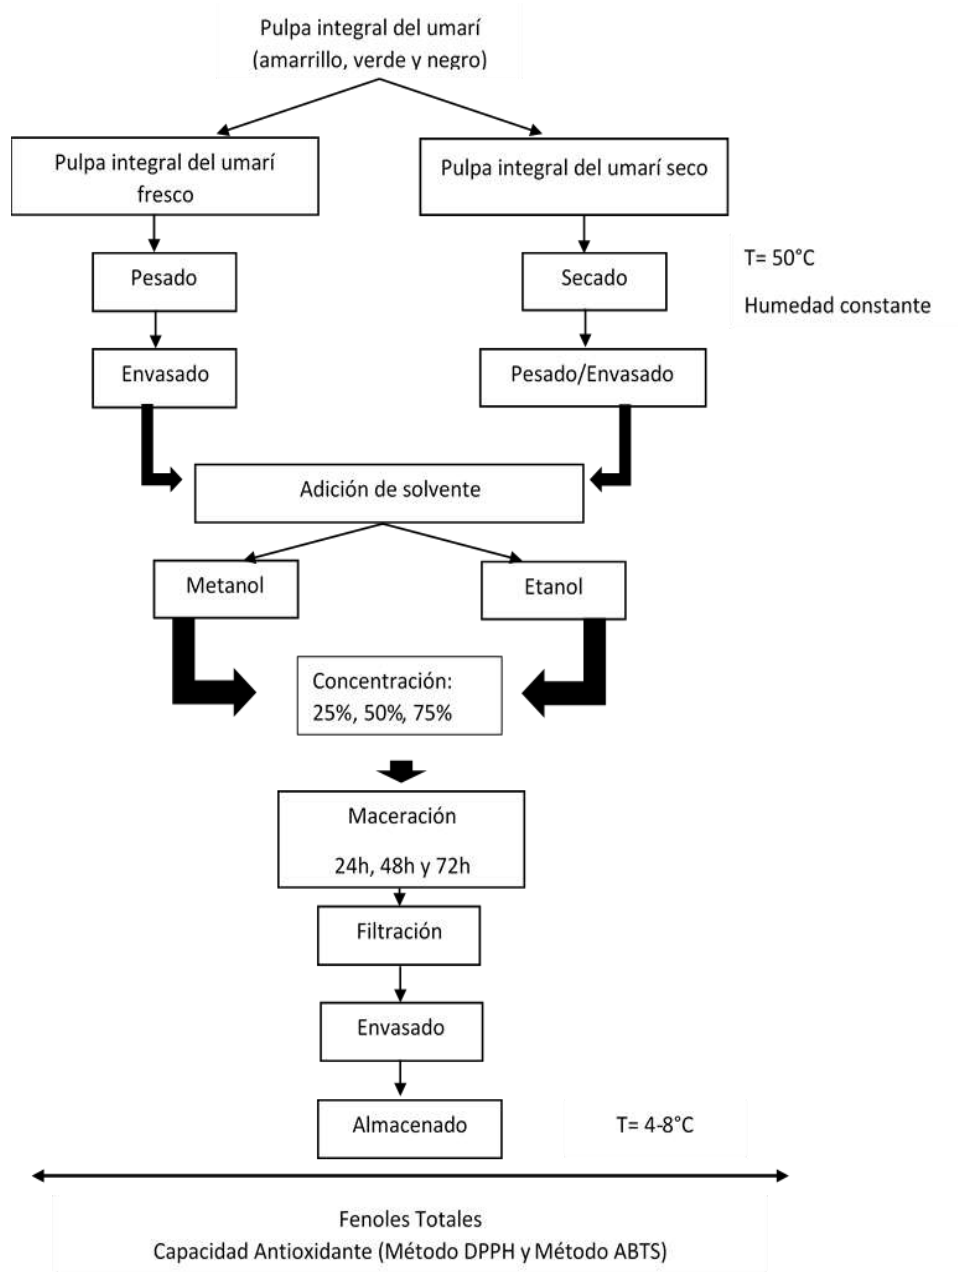 Pulpa integral del umarí
(amarrillo, verde y negro)
Pulpa integral del umarí
fresco
Pulpa integral del umarí seco
Pesado
Secado
T= 50°C
Humedad constante
Envasado
Pesado/Envasado
Adición de solvente
Metanol
Etanol
Concentración:
25%, 50%, 75%
Maceración
24h, 48h y 72h
Filtración
Envasado
Almacenado
T= 4-8°C
Fenoles Totales
Capacidad Antioxidante (Método DPPH y Método ABTS)